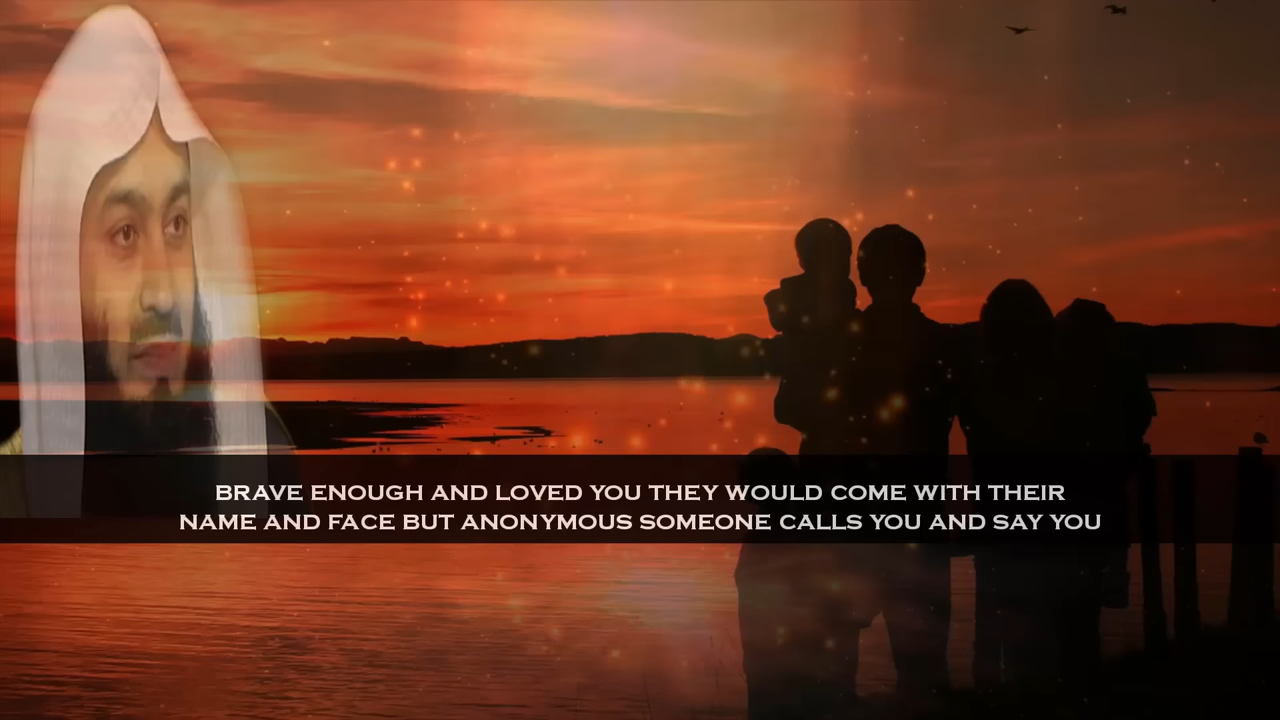 BRAVE ENOUGH AND LOVED YOU THEY WOULD COME WITH THEIR
NAME AND FACE BUT ANONYMOUS SOMEONE CALLS YOU AND SAY YOU